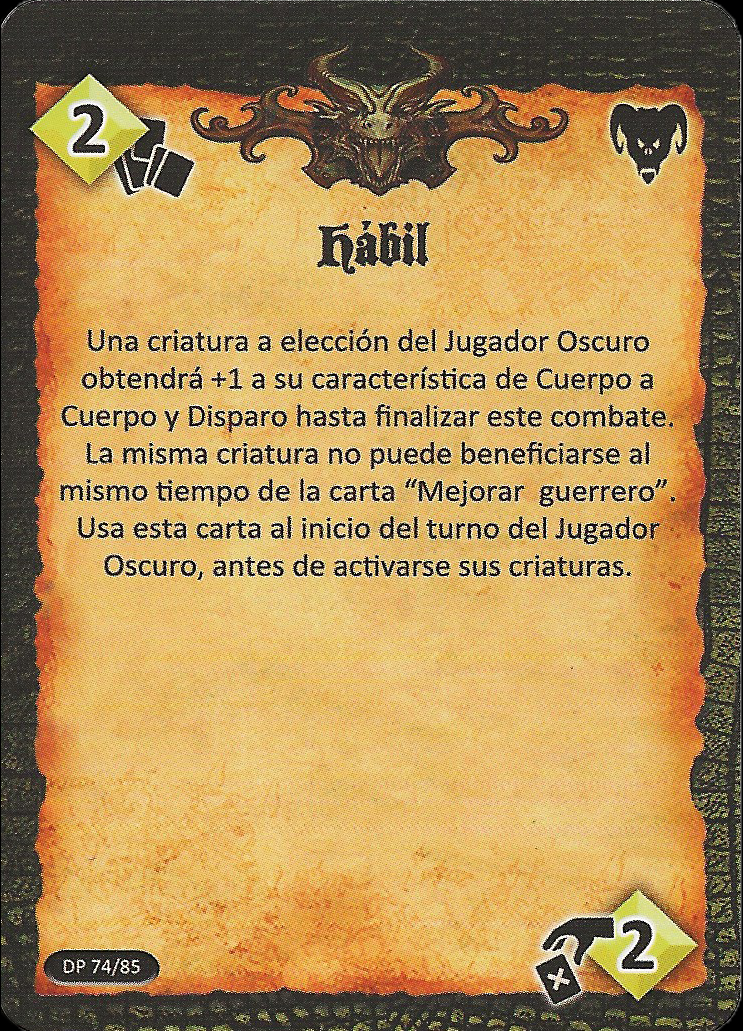 2
Hábil
Una criatura a elección del Jugador Oscuro
obtendrá +1 a su característica de Cuerpo a
Cuerpo y Disparo hasta finalizar este combate.
La misma criatura no puede beneficiarse al
mismo tiempo de la carta “Mejorar guerrero”.
Usa esta carta al inicio del turno del Jugador
Oscuro, antes de activarse sus criaturas.
2
DP 74/85